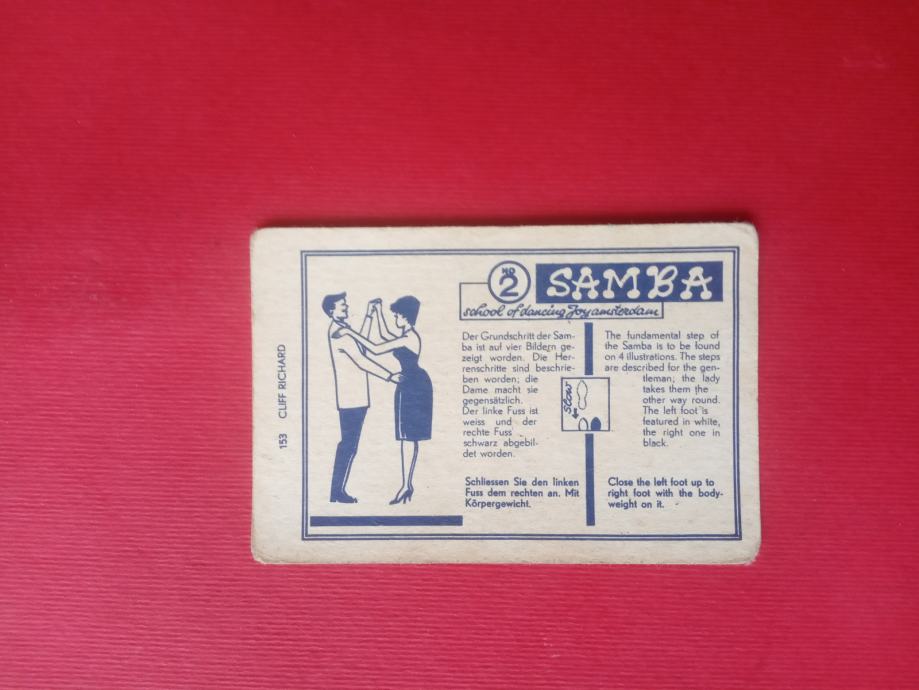 153 CLIFF RICHARD
NO
2
SAMBA
school of dancing Joy amsterdam
Der Grundschritt der Sam-
ba ist auf vier Bildern ge-
zeigt worden. Die Her-
renschritte sind beschrie-
ben worden; die
Dame macht sie
gegensätzlich.
Der linke Fuss ist
weiss und der
rechte Fuss
schwarz abgebil-
det worden.
Schliessen Sie den linken
Fuss dem rechten an. Mit
Körpergewicht.
slow
The fundamental step of
the Samba is to be found
on 4 illustrations. The steps
are described for the gen-
tleman; the lady
takes them the
other way round.
The left foot is
featured in white,
the right one in
black.
Close the left foot up to
right foot with the body-
weight on it.